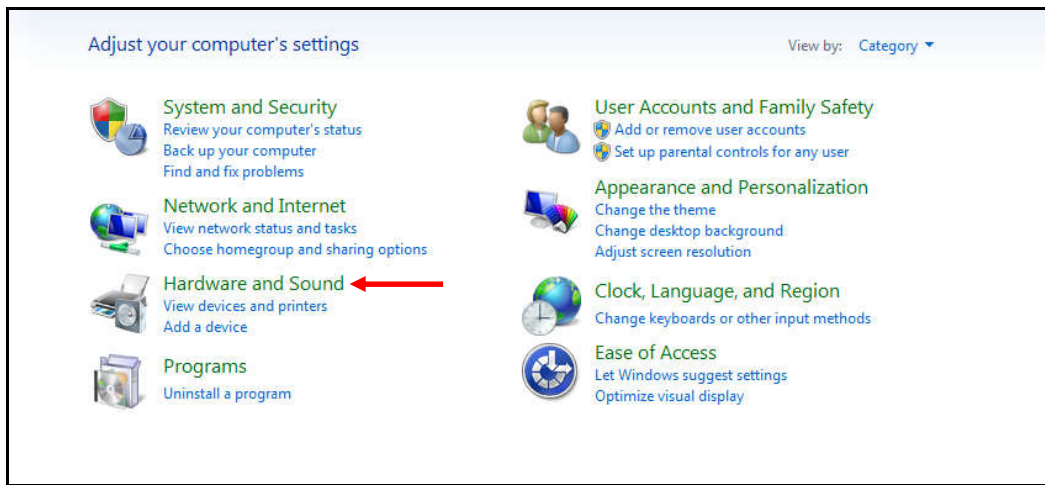 Adjust your computer's settings
View by: Category
System and Security
Review your computer's status
Back up your computer
Find and fix problems
Network and Internet
View network status and tasks
Choose homegroup and sharing options
Hardware and Sound
View devices and printers
Add a device
Programs
Uninstall a program
User Accounts and Family Safety
Add or remove user accounts
Set up parental controls for any user
Appearance and Personalization
Change the theme
Change desktop background
Adjust screen resolution
Clock, Language, and Region
Change keyboards or other input methods
Ease of Access
Let Windows suggest settings
Optimize visual display